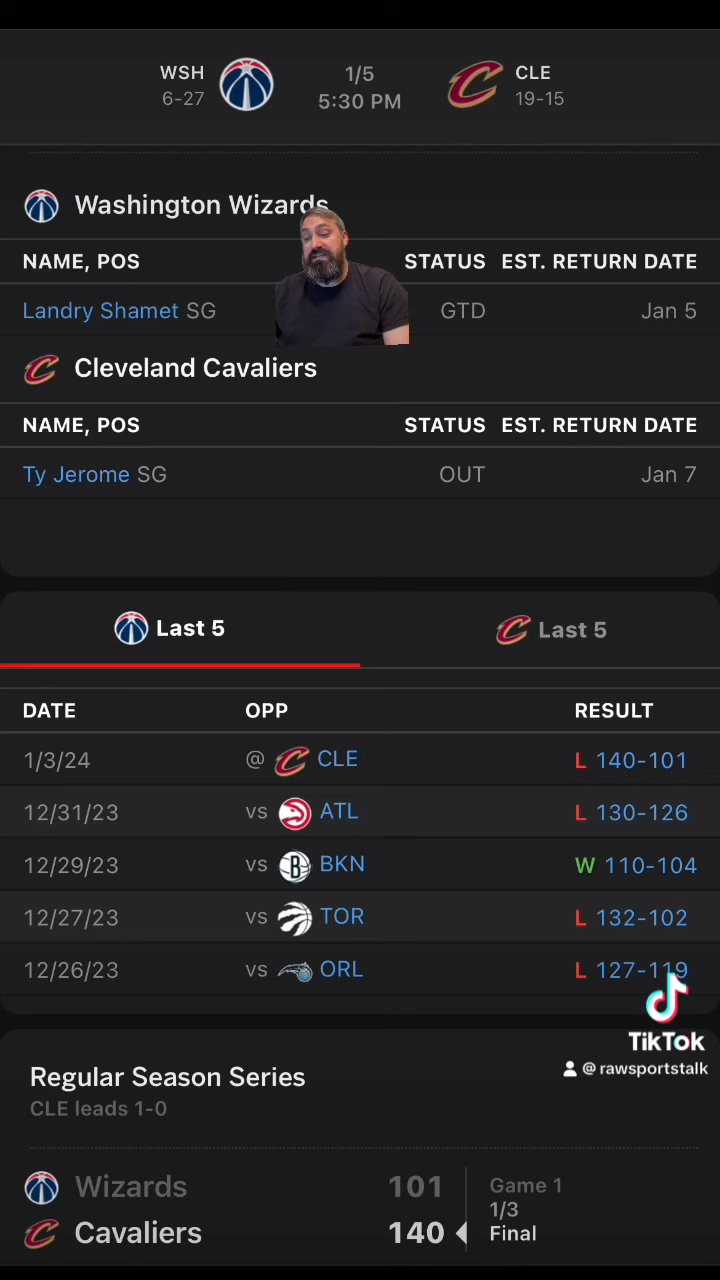 WSH 1/5 CLE
6-27 5:30 PM 19-15
Washington Wizards
NAME, POS STATUS EST. RETURN DATE
Landry Shamet SG GTD Jan 5
Cleveland Cavaliers
NAME, POS STATUS EST. RETURN DATE
Ty Jerome SG OUT Jan 7
Last 5 Last 5
DATE OPP RESULT
1/3/24 @ CLE L 140-101
12/31/23 vs ATL L 130-126
12/29/23 vs BKN W 110-104
12/27/23 vs TOR L 132-102
12/26/23 vs ORL L 127-119
TikTok
@rawsportstalk
Regular Season Series
CLE leads 1-0
Wizards 101 Game 1
1/3
Cavaliers 140 Final